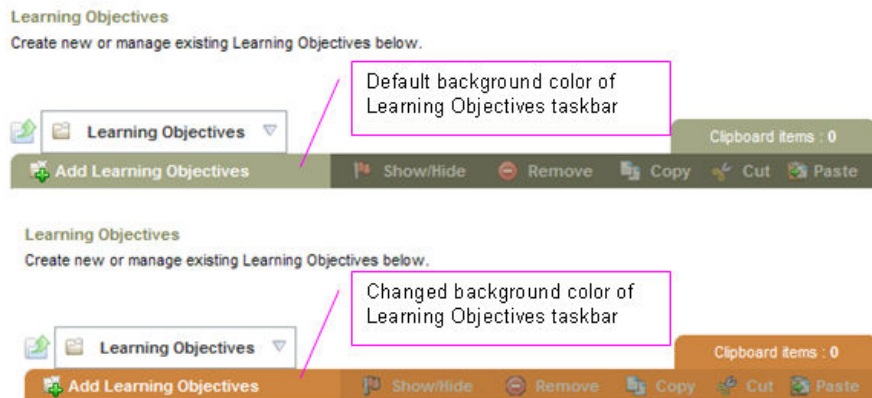 Learning Objectives
Create new or manage existing Learning Objectives below.
Default background color of
Learning Objectives taskbar
Learning Objectives
Clipboard items : 0
Add Learning Objectives Show/Hide Remove Copy Cut Paste
Learning Objectives
Create new or manage existing Learning Objectives below.
Changed background color of
Learning Objectives taskbar
Learning Objectives
Clipboard items : 0
Add Learning Objectives Show/Hide Remove Copy Cut Paste